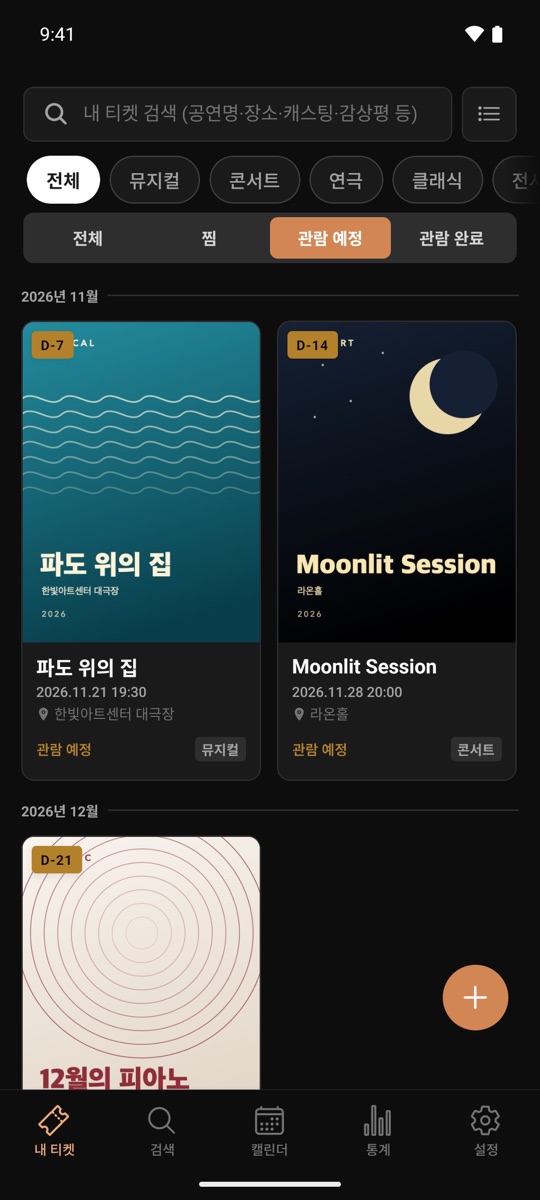 9:41
내 티켓 검색 (공연명·장소·캐스팅·감상평 등)
전체 뮤지컬 콘서트 연극 클래식
전체 찜 관람 예정 관람 완료
2026년 11월
D-7
D-14
파도 위의 집
한빛아트센터 대극장
2026
Moonlit Session
라온홀
2026
파도 위의 집
2026.11.21 19:30
한빛아트센터 대극장
관람 예정 뮤지컬
Moonlit Session
2026.11.28 20:00
라온홀
관람 예정 콘서트
2026년 12월
D-21
12월의 피아노
내 티켓 검색 캘린더 통계 설정